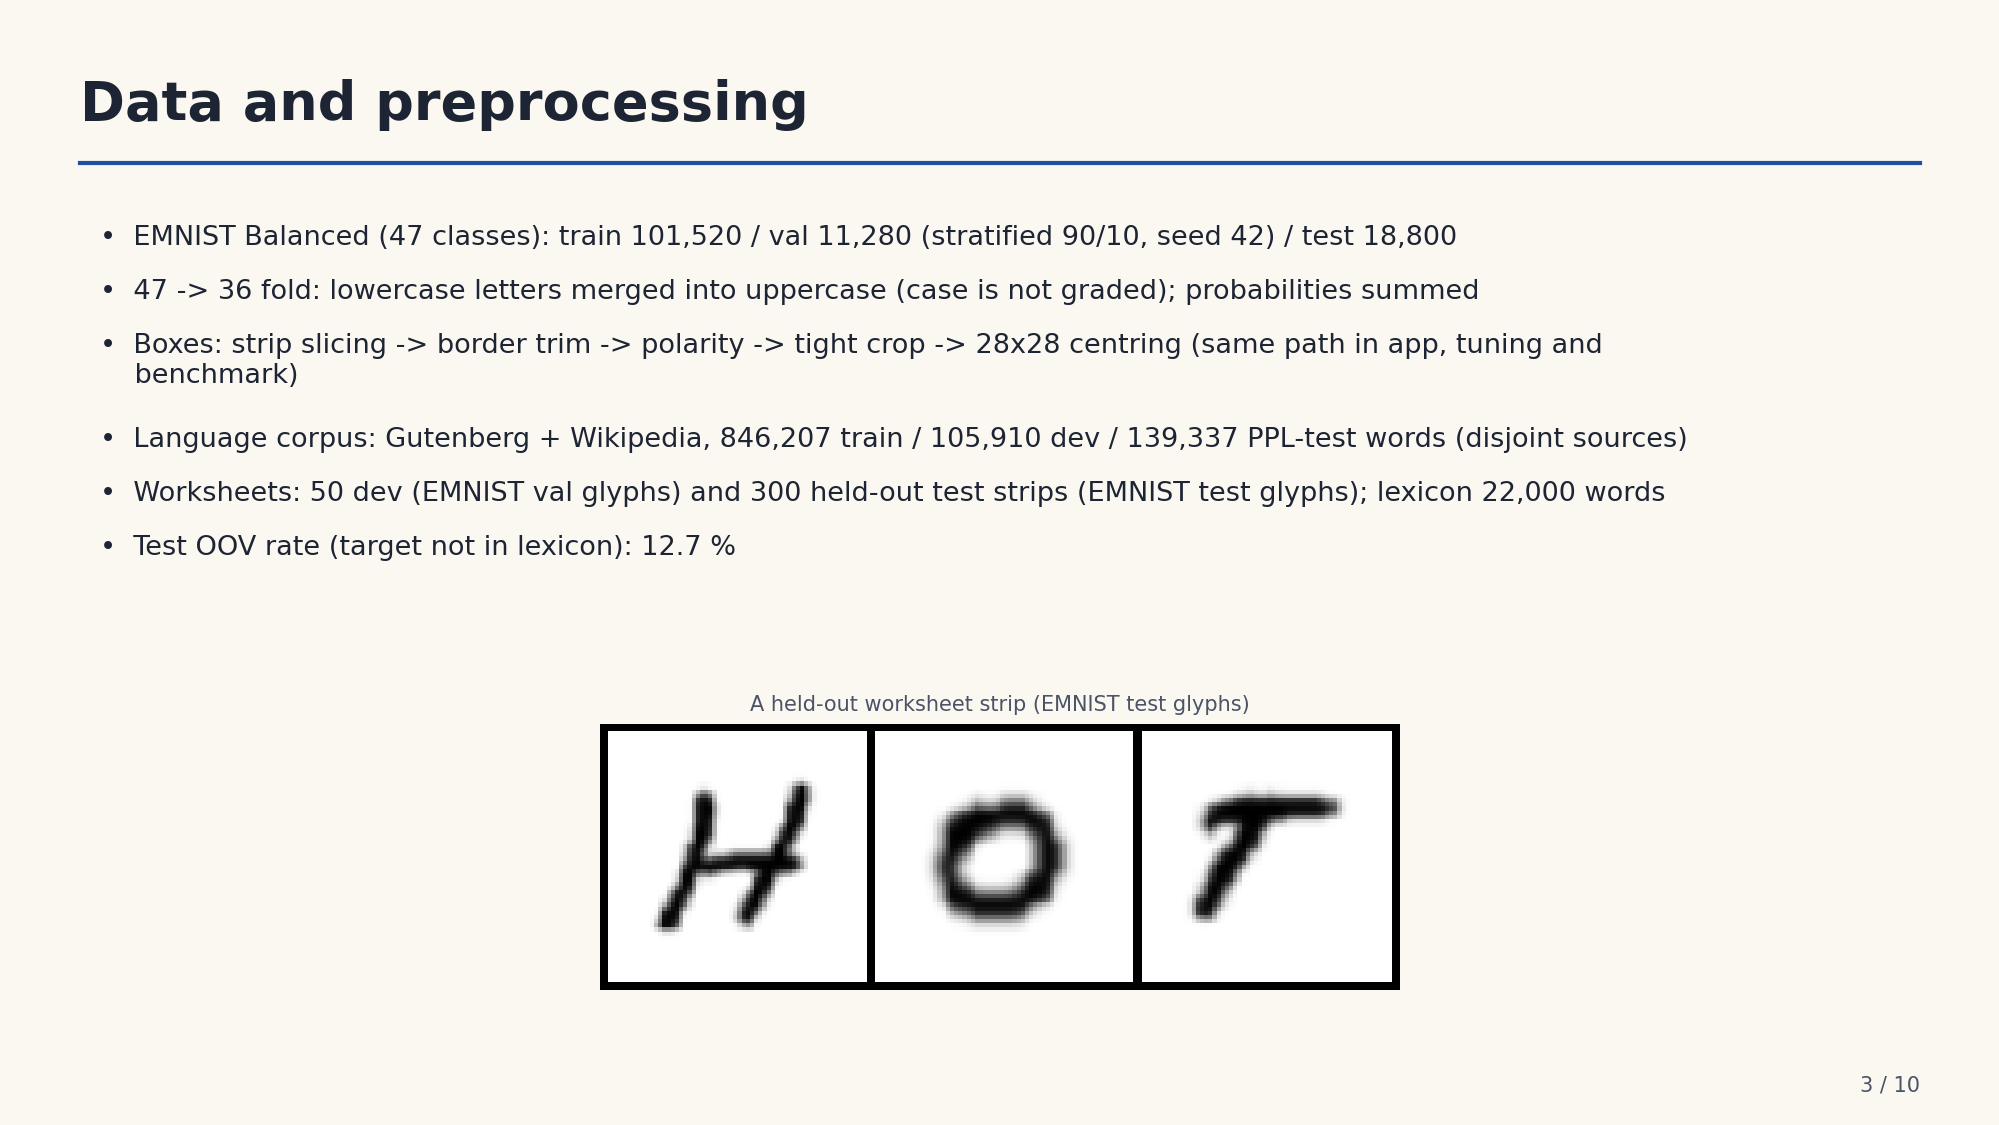 Data and preprocessing
• EMNIST Balanced (47 classes): train 101,520 / val 11,280 (stratified 90/10, seed 42) / test 18,800
• 47 -> 36 fold: lowercase letters merged into uppercase (case is not graded); probabilities summed
• Boxes: strip slicing -> border trim -> polarity -> tight crop -> 28x28 centring (same path in app, tuning and
benchmark)
• Language corpus: Gutenberg + Wikipedia, 846,207 train / 105,910 dev / 139,337 PPL-test words (disjoint sources)
• Worksheets: 50 dev (EMNIST val glyphs) and 300 held-out test strips (EMNIST test glyphs); lexicon 22,000 words
• Test OOV rate (target not in lexicon): 12.7 %
A held-out worksheet strip (EMNIST test glyphs)
H O T
3 / 10